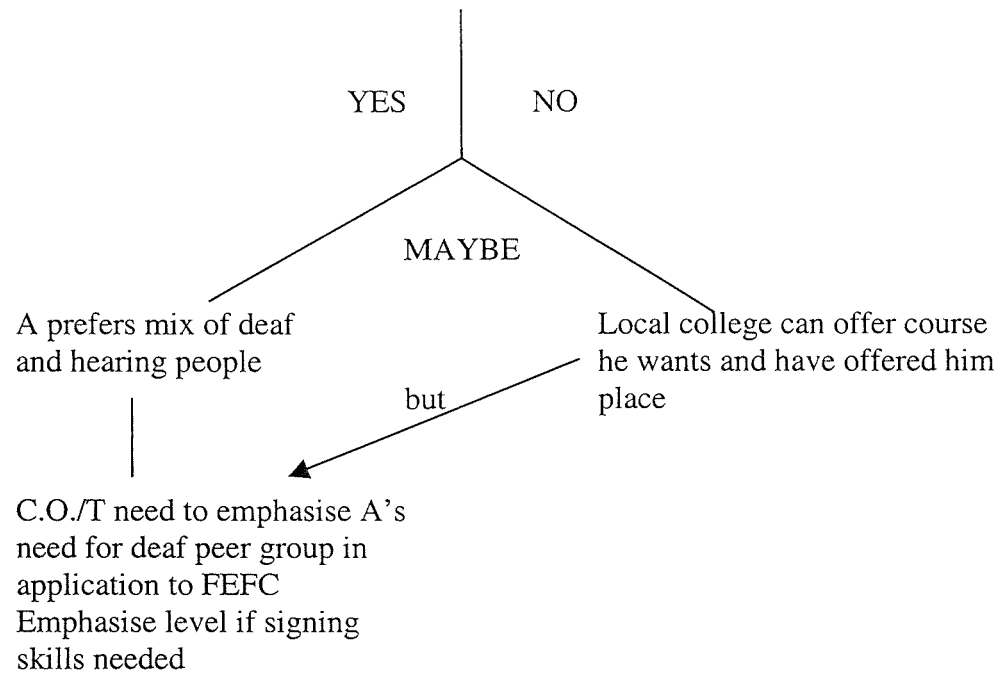 YES
NO
MAYBE
A prefers mix of deaf
and hearing people
Local college can offer course
he wants and have offered him
place
but
C.O./T need to emphasise A's
need for deaf peer group in
application to FEFC
Emphasise level if signing
skills needed